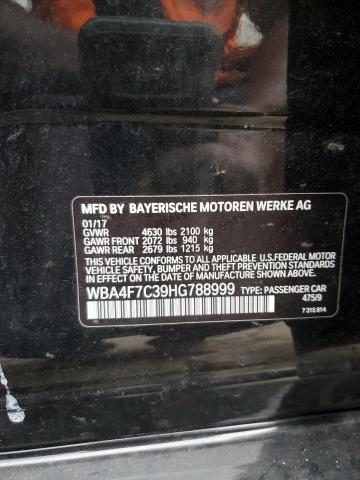 MFD BY BAYERISCHE MOTOREN WERKE AG
01/17
GVWR 4630 lbs 2100 kg
GAWR FRONT 2072 lbs 940 kg
GAWR REAR 2679 lbs 1215 kg
THIS VEHICLE CONFORMS TO ALL APPLICABLE U.S.FEDERAL MOTOR
VEHICLE SAFETY, BUMPER, AND THEFT PREVENTION STANDARDS
IN EFFECT ON THE DATE OF MANUFACTURE SHOWN ABOVE.
WBA4F7C39HG788999 TYPE: PASSENGER CAR
475/9
7 315 814